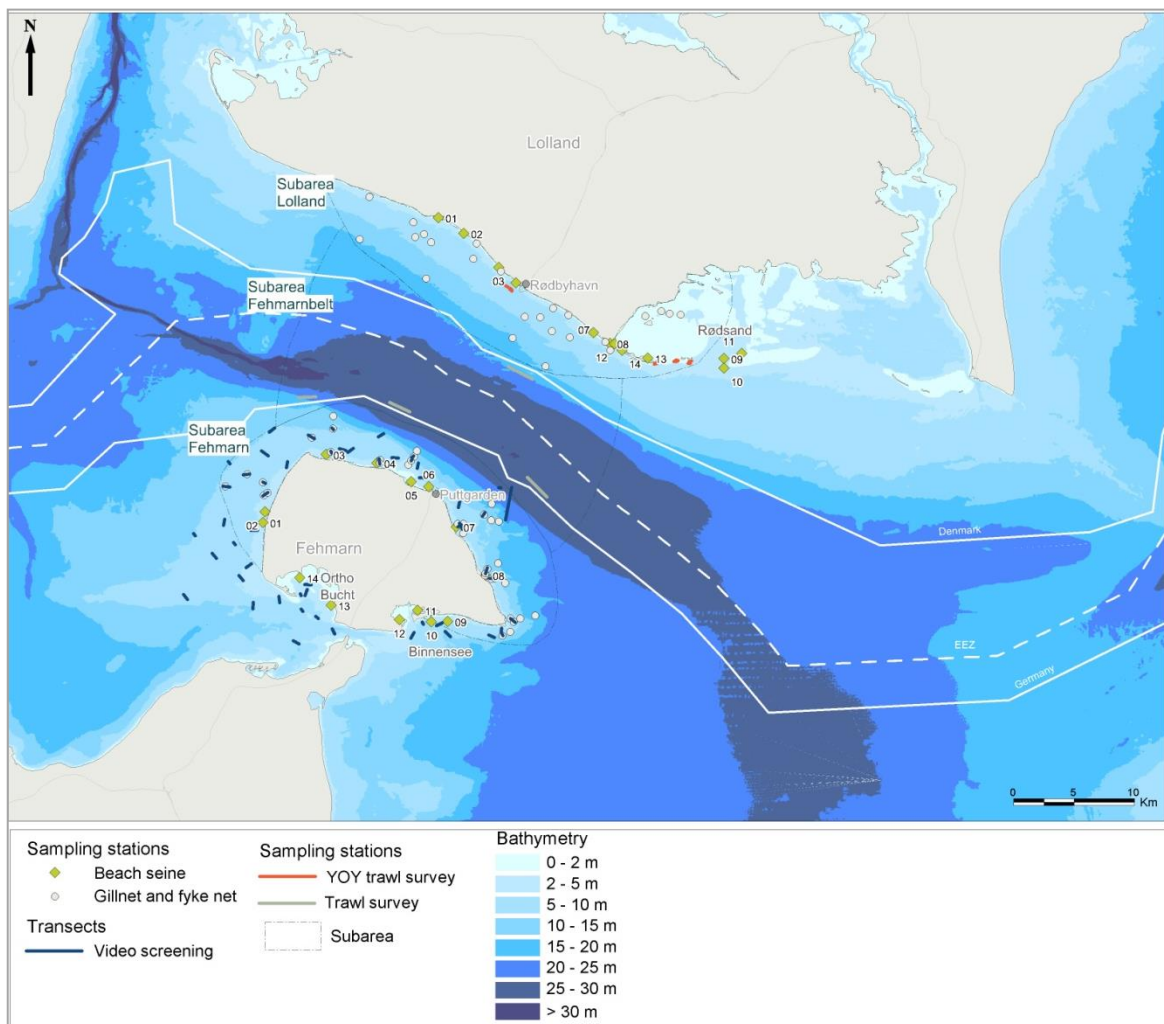 N
Lolland
Subarea
Lolland
01
02
Subarea
Fehmarnbelt
03
Rødbyhavn
07
08
12
14
13
Rødsand
11
09
10
Subarea
Fehmarn
03
04
06
05
Puttgarden
02
01
07
Fehmarn
14
Ortho
Bucht
13
08
11
12
10
09
Binnensee
Denmark
EEZ
Germany
0 5 10
Km
Sampling stations
Beach seine
Gillnet and fyke net
Transects
Video screening
Sampling stations
YOY trawl survey
Trawl survey
Subarea
Bathymetry
0 - 2 m
2 - 5 m
5 - 10 m
10 - 15 m
15 - 20 m
20 - 25 m
25 - 30 m
> 30 m